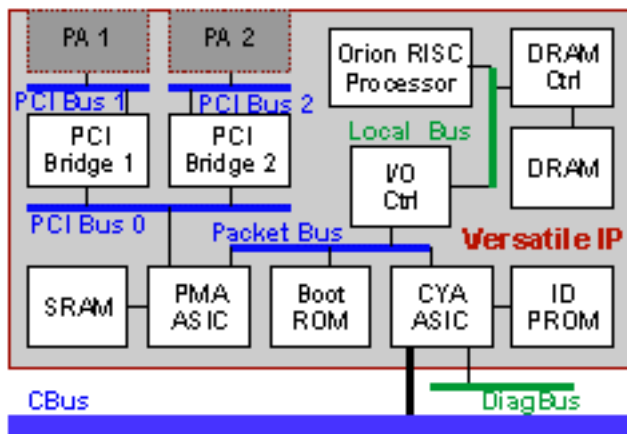 PA 1
PA 2
Orion RISC
Processor
DRAM
Ctrl
PCI Bus 1
PCI Bus 2
PCI
Bridge 1
PCI
Bridge 2
Local Bus
I/O
Ctrl
DRAM
PCI Bus 0
Packet Bus
Versatile IP
SRAM
PMA
ASIC
Boot
ROM
CYA
ASIC
ID
PROM
CBus
DiagBus